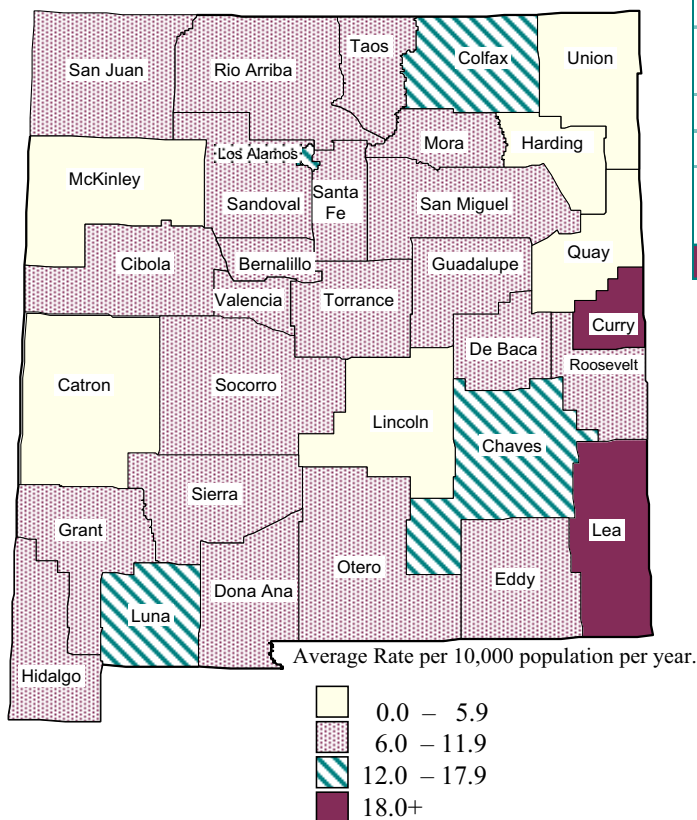 San Juan
Rio Arriba
Taos
Colfax
Union
Los Alamos
Mora
Harding
McKinley
Sandoval
Santa
Fe
San Miguel
Cibola
Bernalillo
Guadalupe
Quay
Valencia
Torrance
Curry
De Baca
Roosevelt
Catron
Socorro
Lincoln
Chaves
Sierra
Grant
Lea
Otero
Eddy
Dona Ana
Luna
Hidalgo
Average Rate per 10,000 population per year.
0.0 – 5.9
6.0 – 11.9
12.0 – 17.9
18.0+